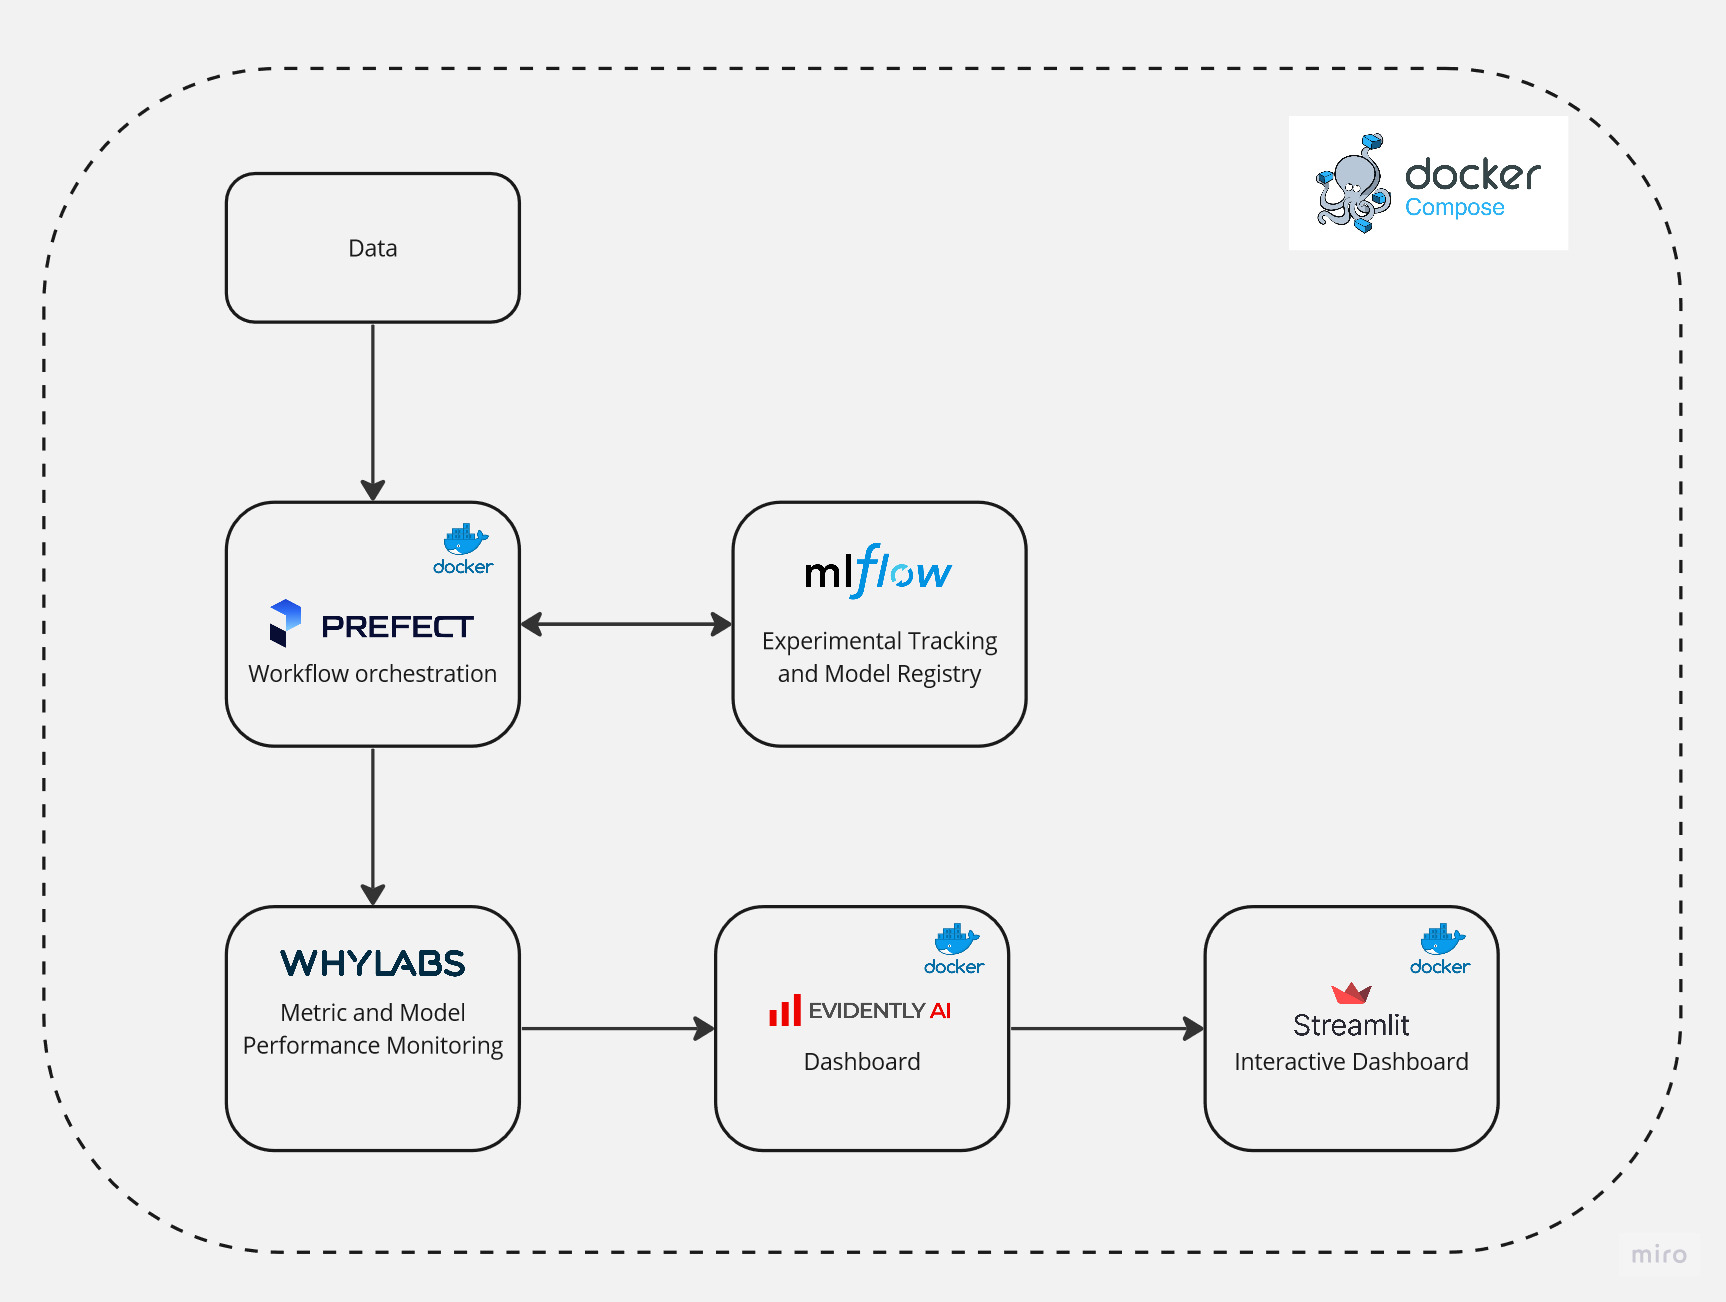 docker
Compose
Data
docker
PREFECT
Workflow orchestration
mlflow
Experimental Tracking
and Model Registry
WHYLABS
Metric and Model
Performance Monitoring
docker
EVIDENTLY AI
Dashboard
docker
Streamlit
Interactive Dashboard
miro